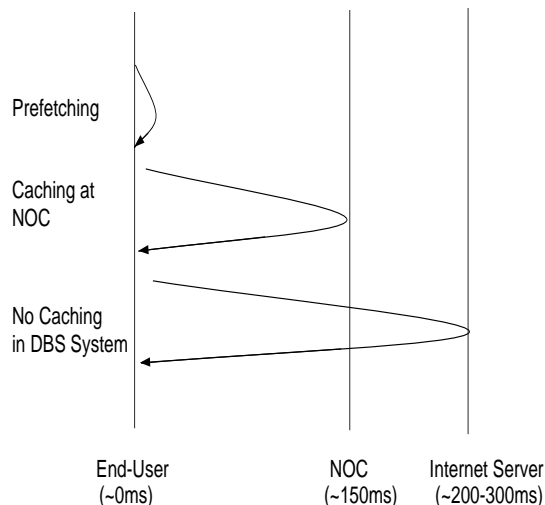 Prefetching
Caching at
NOC
No Caching
in DBS System
End-User
(~0ms)
NOC
(~150ms)
Internet Server
(~200-300ms)